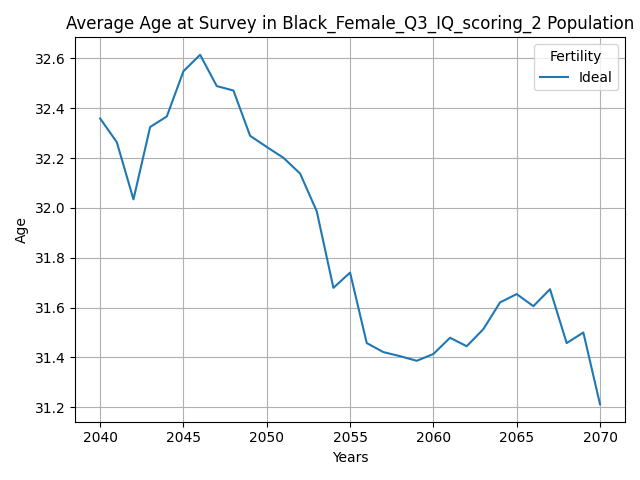 Average Age at Survey in Black_Female_Q3_IQ_scoring_2 Population
Fertility
Ideal
32.6
32.4
32.2
32.0
31.8
31.6
31.4
31.2
Age
2040 2045 2050 2055 2060 2065 2070
Years